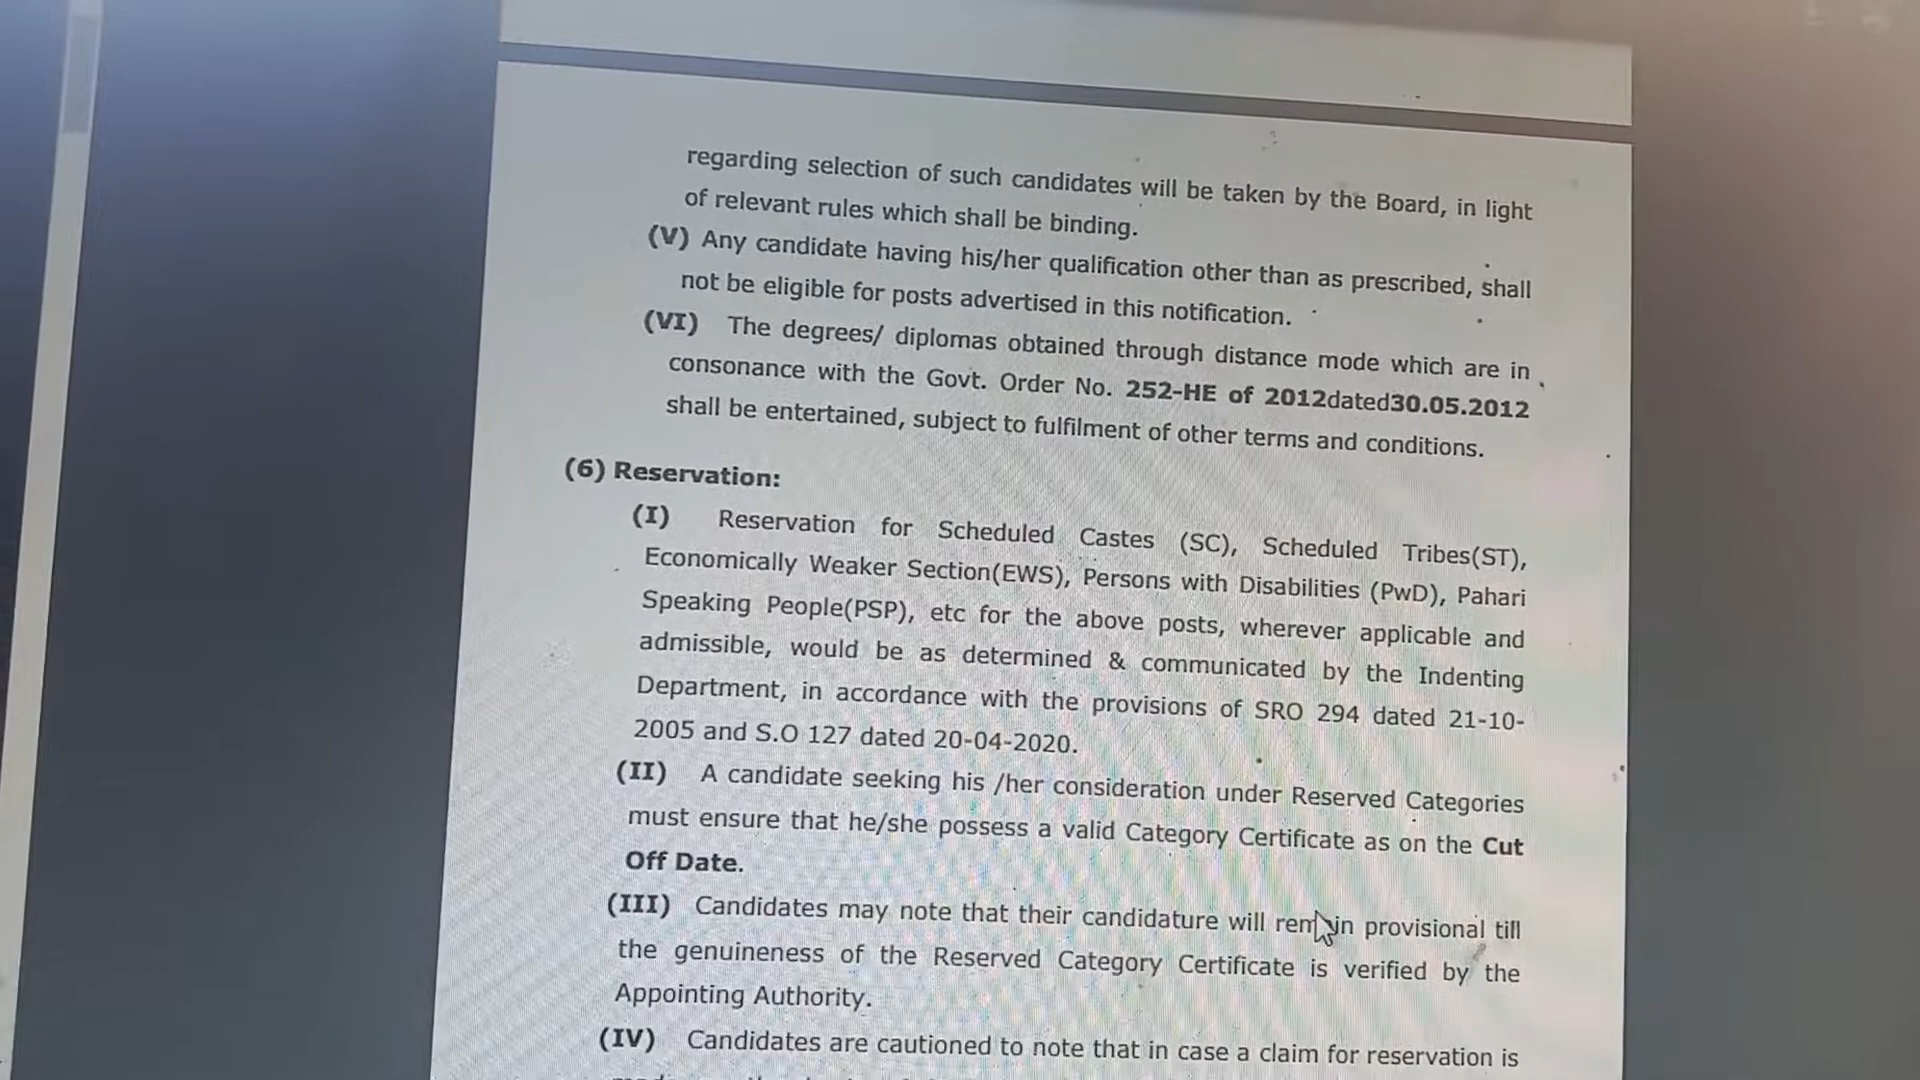 regarding selection of such candidates will be taken by the Board, in light
of relevant rules which shall be binding.
(V) Any candidate having his/her qualification other than as prescribed, shall
not be eligible for posts advertised in this notification.
(VI) The degrees/ diplomas obtained through distance mode which are in
consonance with the Govt. Order No. 252-HE of 2012dated30.05.2012
shall be entertained, subject to fulfilment of other terms and conditions.
(6) Reservation:
(I) Reservation for Scheduled Castes (SC), Scheduled Tribes(ST),
Economically Weaker Section(EWS), Persons with Disabilities (PwD), Pahari
Speaking People(PSP), etc for the above posts, wherever applicable and
admissible, would be as determined & communicated by the Indenting
Department, in accordance with the provisions of SRO 294 dated 21-10-
2005 and S.O 127 dated 20-04-2020.
(II) A candidate seeking his /her consideration under Reserved Categories
must ensure that he/she possess a valid Category Certificate as on the Cut
Off Date.
(III) Candidates may note that their candidature will remain provisional till
the genuineness of the Reserved Category Certificate is verified by the
Appointing Authority.
(IV) Candidates are cautioned to note that in case a claim for reservation is